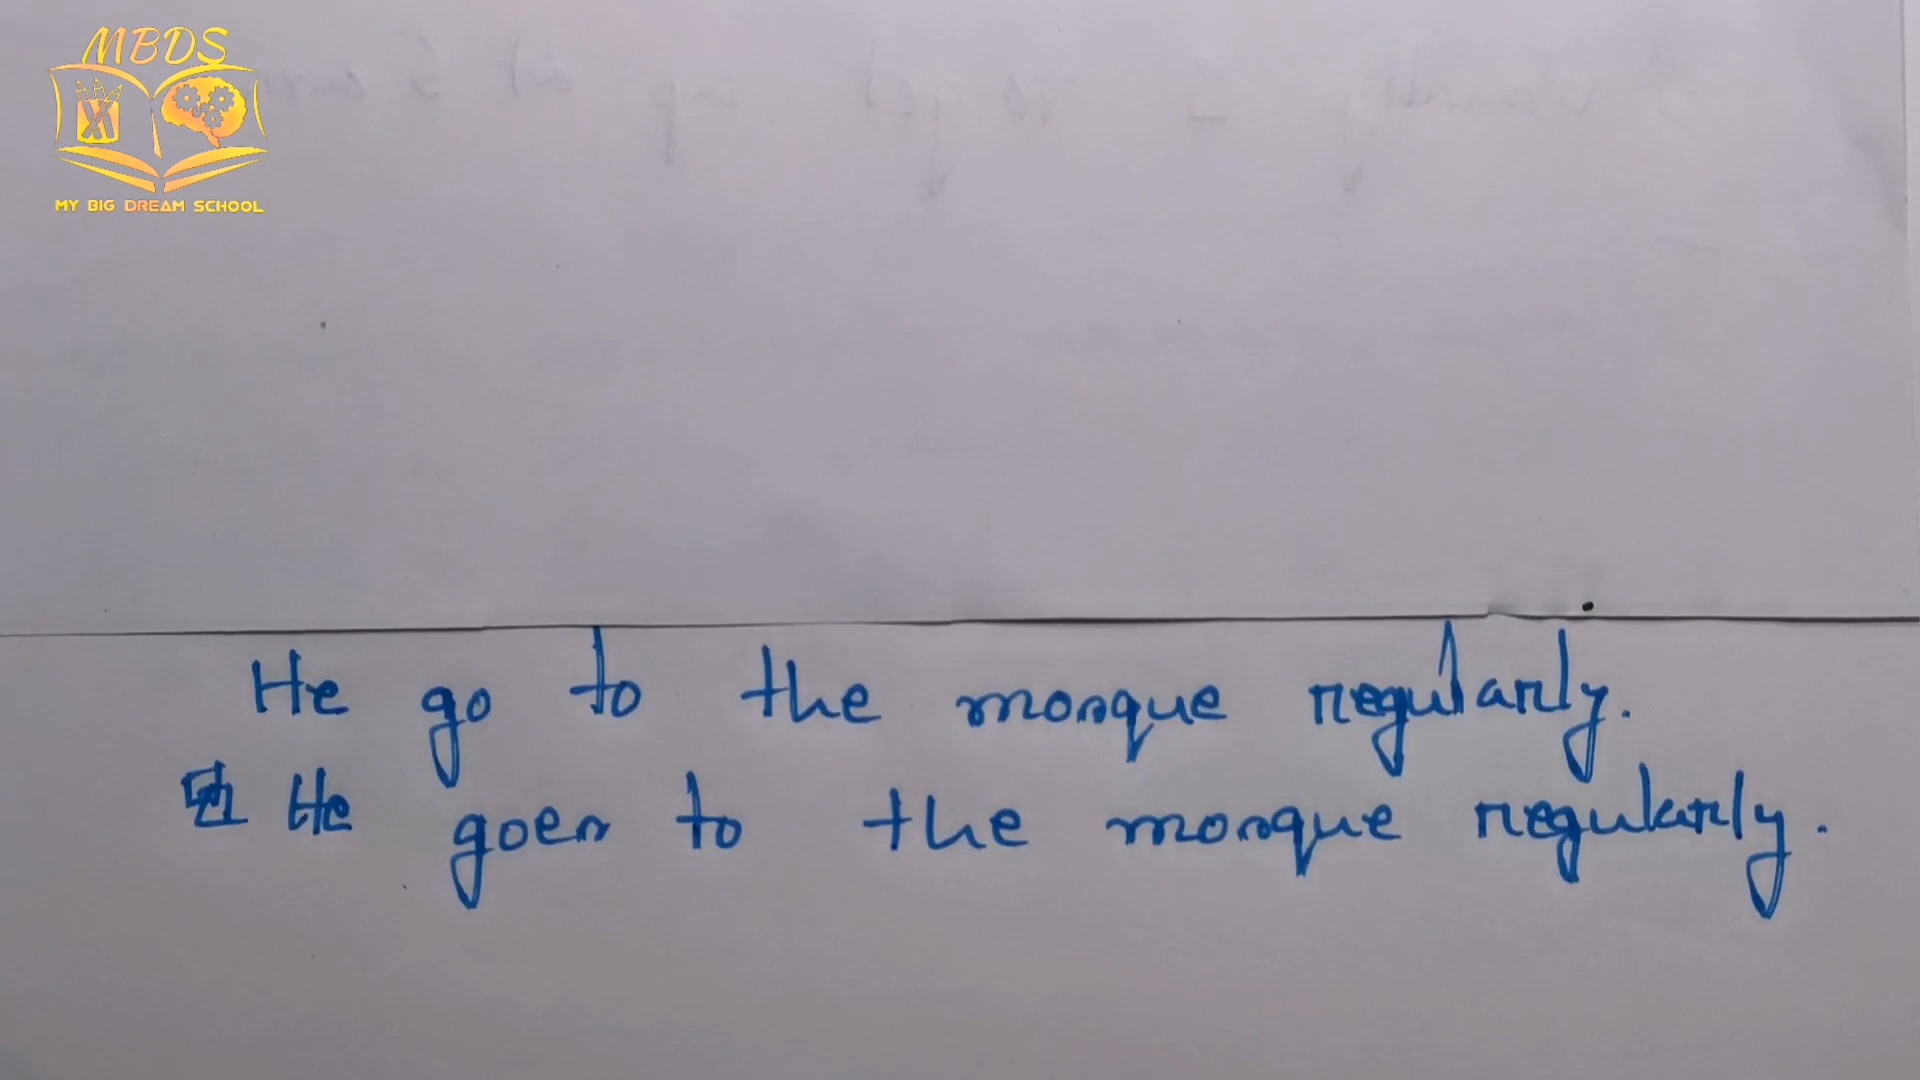 MBDS
MY BIG DREAM SCHOOL
He go to the mosque regularly.
He goes to the mosque regularly.